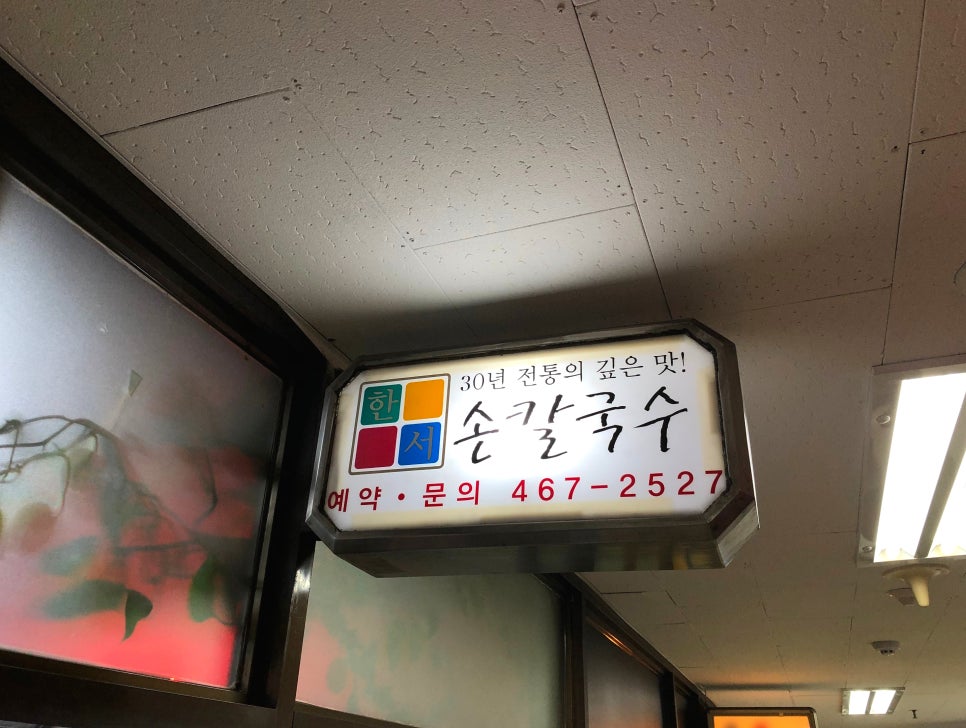 30년 전통의 깊은 맛!
한서
손칼국수
예약·문의 467-2527